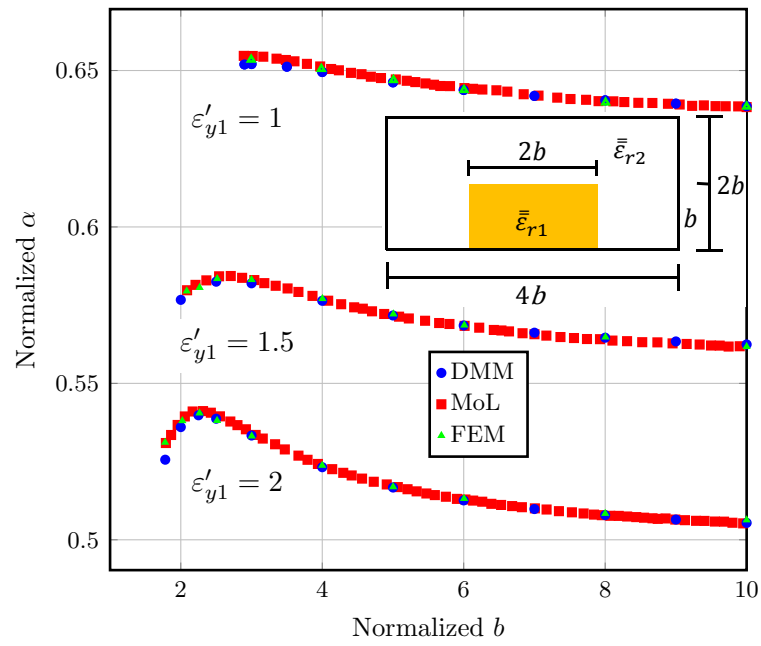 0.65
0.6
0.55
0.5
Normalized α
ε′y1 = 1
ε′y1 = 1.5
ε′y1 = 2
2b
ε̿r2
ε̿r1
b
2b
4b
DMM
MoL
FEM
2 4 6 8 10
Normalized b